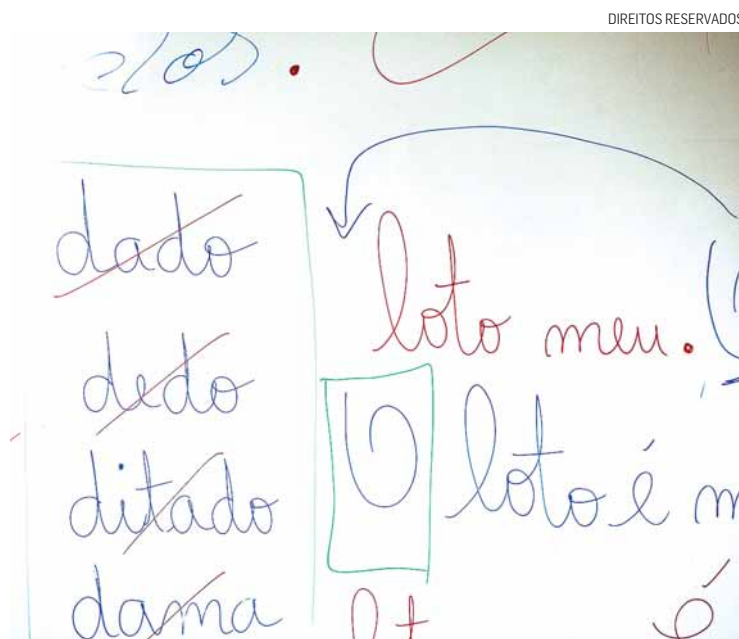 DIREITOS RESERVADOS
dado
dedo
ditado
dama
loto meu.
O loto é m
é